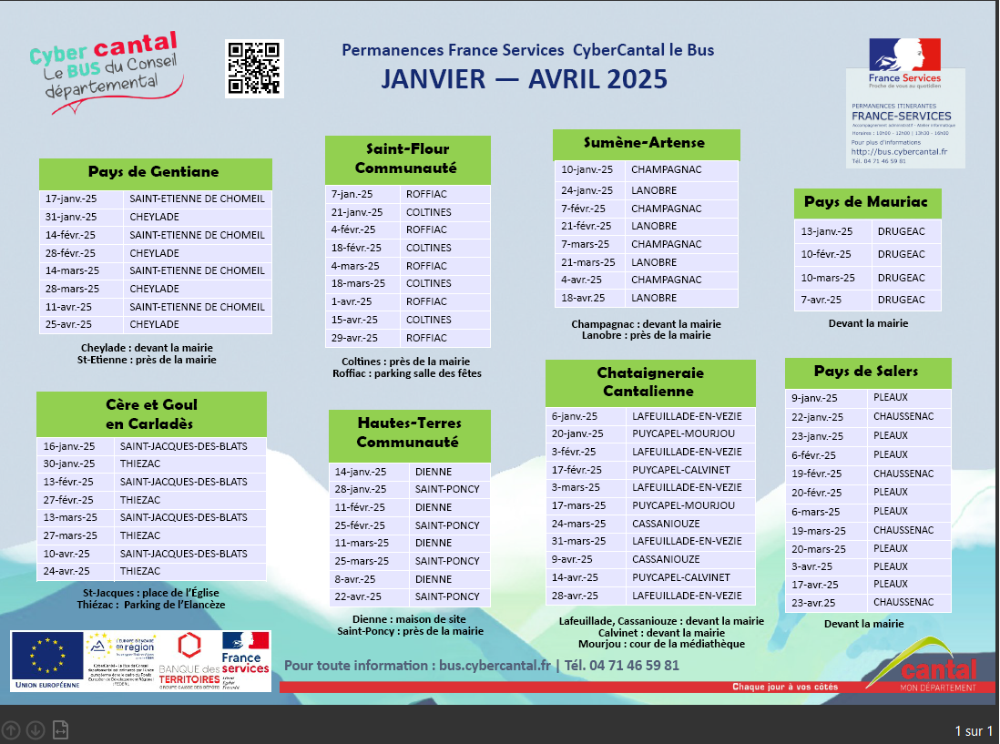 Cyber cantal
Le BUS du Conseil
départemental
Permanences France Services CyberCantal le Bus
JANVIER — AVRIL 2025
France Services
Proche de vous au quotidien
PERMANENCES ITINERANTES
FRANCE-SERVICES
Accompagnement administratif - Atelier informatique
Horaires : 10h00 - 12h00 | 13h30 - 16h00
Pour plus d'informations
http://bus.cybercantal.fr
Tél. 04 71 46 59 81
Pays de Gentiane
17-janv.-25 SAINT-ETIENNE DE CHOMEIL
31-janv.-25 CHEYLADE
14-févr.-25 SAINT-ETIENNE DE CHOMEIL
28-févr.-25 CHEYLADE
14-mars-25 SAINT-ETIENNE DE CHOMEIL
28-mars-25 CHEYLADE
11-avr.-25 SAINT-ETIENNE DE CHOMEIL
25-avr.-25 CHEYLADE
Cheylade : devant la mairie
St-Etienne : près de la mairie
Saint-Flour
Communauté
7-jan.-25 ROFFIAC
21-janv.-25 COLTINES
4-févr.-25 ROFFIAC
18-févr.-25 COLTINES
4-mars-25 ROFFIAC
18-mars-25 COLTINES
1-avr.-25 ROFFIAC
15-avr.-25 COLTINES
29-avr.-25 ROFFIAC
Coltines : près de la mairie
Roffiac : parking salle des fêtes
Sumène-Artense
10-janv.-25 CHAMPAGNAC
24-janv.-25 LANOBRE
7-févr.-25 CHAMPAGNAC
21-févr.-25 LANOBRE
7-mars-25 CHAMPAGNAC
21-mars-25 LANOBRE
4-avr.-25 CHAMPAGNAC
18-avr.25 LANOBRE
Champagnac : devant la mairie
Lanobre : près de la mairie
Pays de Mauriac
13-janv.-25 DRUGEAC
10-févr.-25 DRUGEAC
10-mars-25 DRUGEAC
7-avr.-25 DRUGEAC
Devant la mairie
Cère et Goul
en Carladès
16-janv.-25 SAINT-JACQUES-DES-BLATS
30-janv.-25 THIEZAC
13-févr.-25 SAINT-JACQUES-DES-BLATS
27-févr.-25 THIEZAC
13-mars-25 SAINT-JACQUES-DES-BLATS
27-mars-25 THIEZAC
10-avr.-25 SAINT-JACQUES-DES-BLATS
24-avr.-25 THIEZAC
St-Jacques : place de l'Église
Thiézac : Parking de l'Elancèze
Hautes-Terres
Communauté
14-janv.-25 DIENNE
28-janv.-25 SAINT-PONCY
11-févr.-25 DIENNE
25-févr.-25 SAINT-PONCY
11-mars-25 DIENNE
25-mars-25 SAINT-PONCY
8-avr.-25 DIENNE
22-avr.-25 SAINT-PONCY
Dienne : maison de site
Saint-Poncy : près de la mairie
Chataigneraie
Cantalienne
6-janv.-25 LAFEUILLADE-EN-VEZIE
20-janv.-25 PUYCAPEL-MOURJOU
3-févr.-25 LAFEUILLADE-EN-VEZIE
17-févr.-25 PUYCAPEL-CALVINET
3-mars-25 LAFEUILLADE-EN-VEZIE
17-mars-25 PUYCAPEL-MOURJOU
24-mars-25 CASSANIOUZE
31-mars-25 LAFEUILLADE-EN-VEZIE
9-avr.-25 CASSANIOUZE
14-avr.-25 PUYCAPEL-CALVINET
28-avr.-25 LAFEUILLADE-EN-VEZIE
Lafeuillade, Cassaniouze : devant la mairie
Calvinet : devant la mairie
Mourjou : cour de la médiathèque
Pays de Salers
9-janv.-25 PLEAUX
22-janv.-25 CHAUSSENAC
23-janv.-25 PLEAUX
6-févr.-25 PLEAUX
19-févr.-25 CHAUSSENAC
20-févr.-25 PLEAUX
6-mars-25 PLEAUX
19-mars-25 CHAUSSENAC
20-mars-25 PLEAUX
3-avr.-25 PLEAUX
17-avr.-25 PLEAUX
23-avr.25 CHAUSSENAC
Devant la mairie
UNION EUROPÉENNE
L'EUROPE S'ENGAGE
en région
BANQUE des
TERRITOIRES
GROUPE CAISSE DES DÉPÔTS
France
services
Liberté
Égalité
Fraternité
Pour toute information : bus.cybercantal.fr | Tél. 04 71 46 59 81
Chaque jour à vos côtés
cantal
MON DÉPARTEMENT
1 sur 1